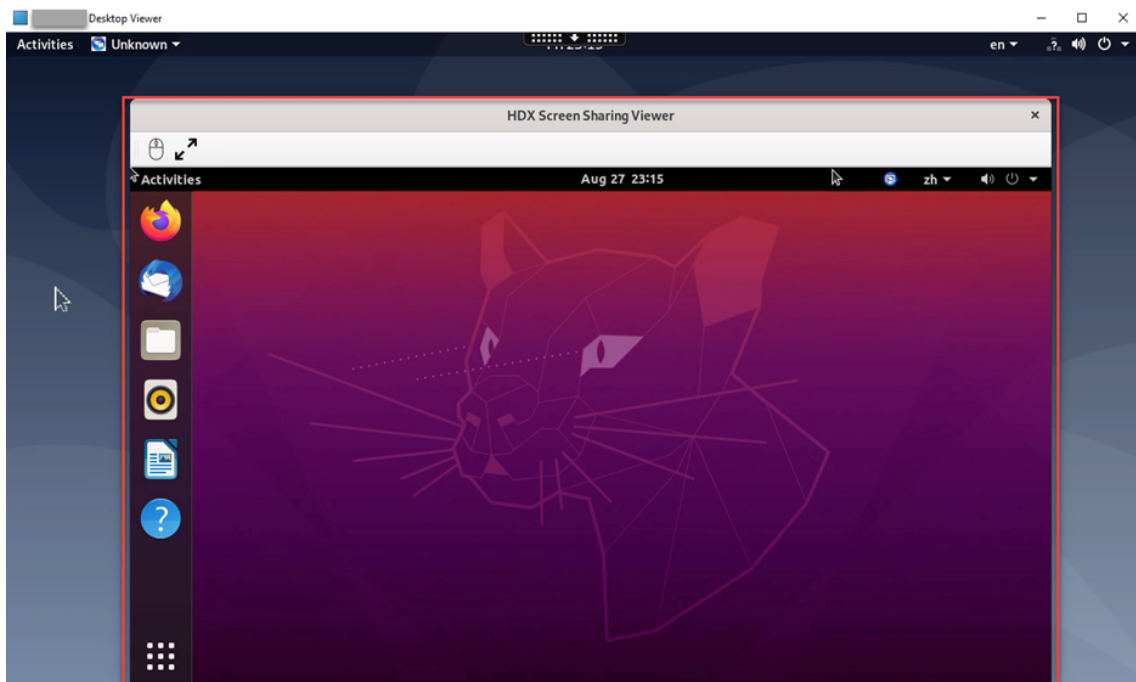 Desktop Viewer
Activities Unknown en
HDX Screen Sharing Viewer
Activities Aug 27 23:15 zh